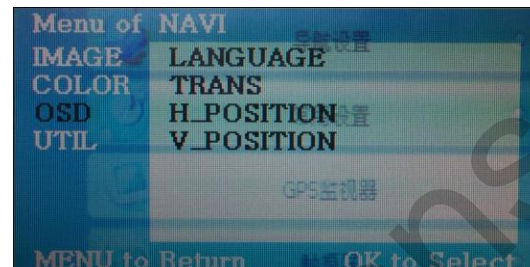 Menu of NAVI
IMAGE LANGUAGE
COLOR TRANS
OSD H_POSITION
UTIL V_POSITION
GPS监视器
MENU to Return OK to Select